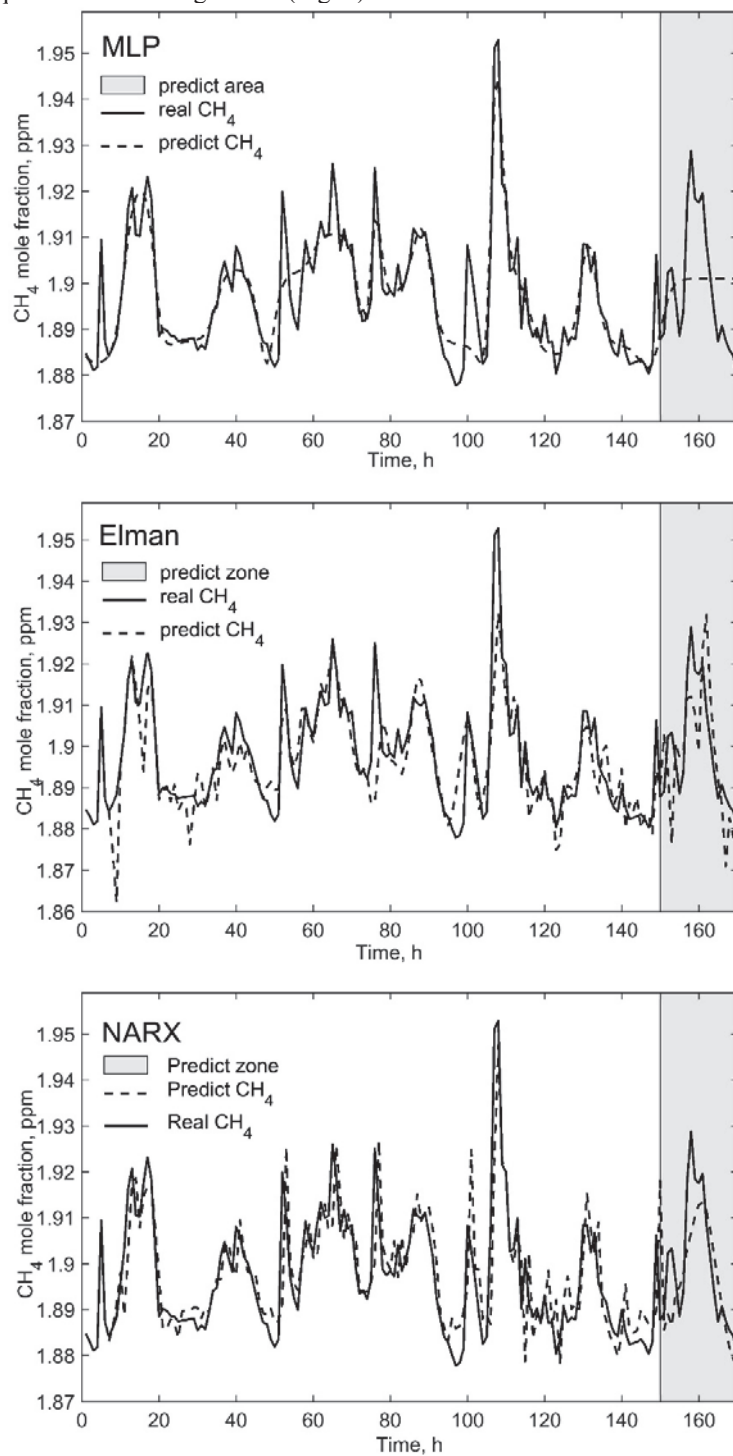 MLP
predict area
real CH4
predict CH4
CH4 mole fraction, ppm
1.95
1.94
1.93
1.92
1.91
1.9
1.89
1.88
1.87
0 20 40 60 80 100 120 140 160
Time, h
Elman
predict zone
real CH4
predict CH4
CH4 mole fraction, ppm
1.95
1.94
1.93
1.92
1.91
1.9
1.89
1.88
1.87
1.86
0 20 40 60 80 100 120 140 160
Time, h
NARX
Predict zone
Predict CH4
Real CH4
CH4 mole fraction, ppm
1.95
1.94
1.93
1.92
1.91
1.9
1.89
1.88
1.87
0 20 40 60 80 100 120 140 160
Time, h